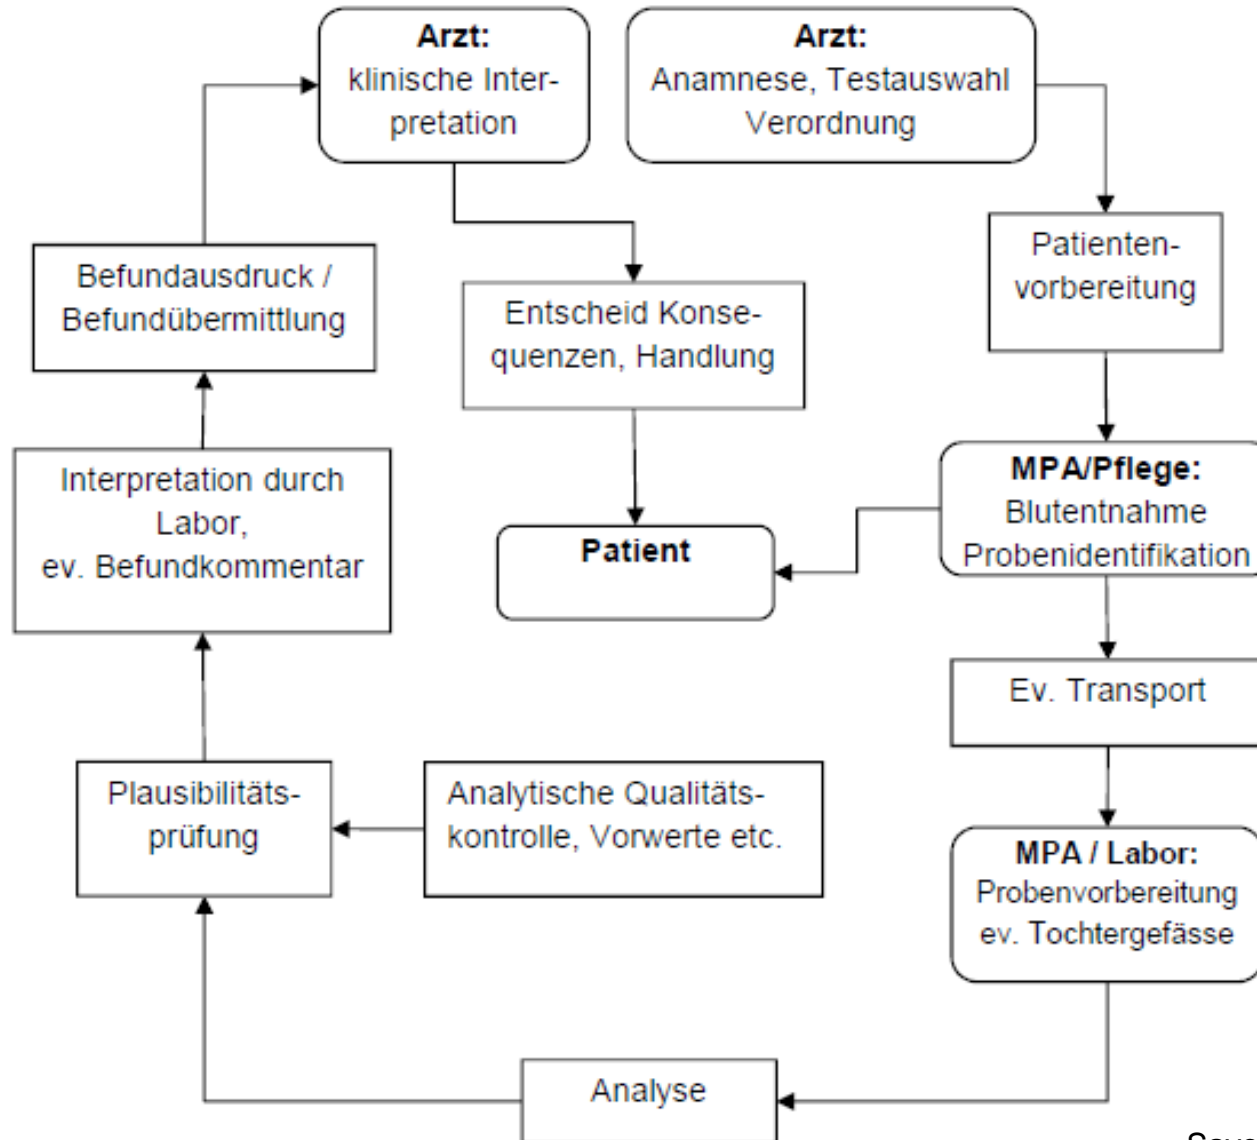 Arzt:
klinische Inter-
pretation
Arzt:
Anamnese, Testauswahl
Verordnung
Patienten-
vorbereitung
Befundausdruck /
Befundübermittlung
Entscheid Konse-
quenzen, Handlung
MPA/Pflege:
Blutentnahme
Probenidentifikation
Interpretation durch
Labor,
ev. Befundkommentar
Patient
Ev. Transport
Plausibilitäts-
prüfung
Analytische Qualitäts-
kontrolle, Vorwerte etc.
MPA / Labor:
Probenvorbereitung
ev. Tochtergefässe
Analyse